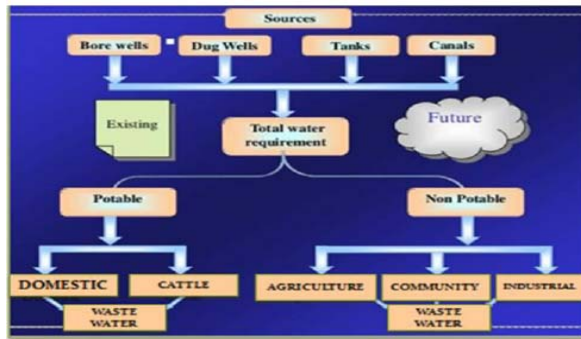 Sources
Bore wells
Dug Wells
Tanks
Canals
Existing
Total water
requirement
Future
Potable
Non Potable
DOMESTIC
CATTLE
AGRICULTURE
COMMUNITY
INDUSTRIAL
WASTE
WATER
WASTE
WATER